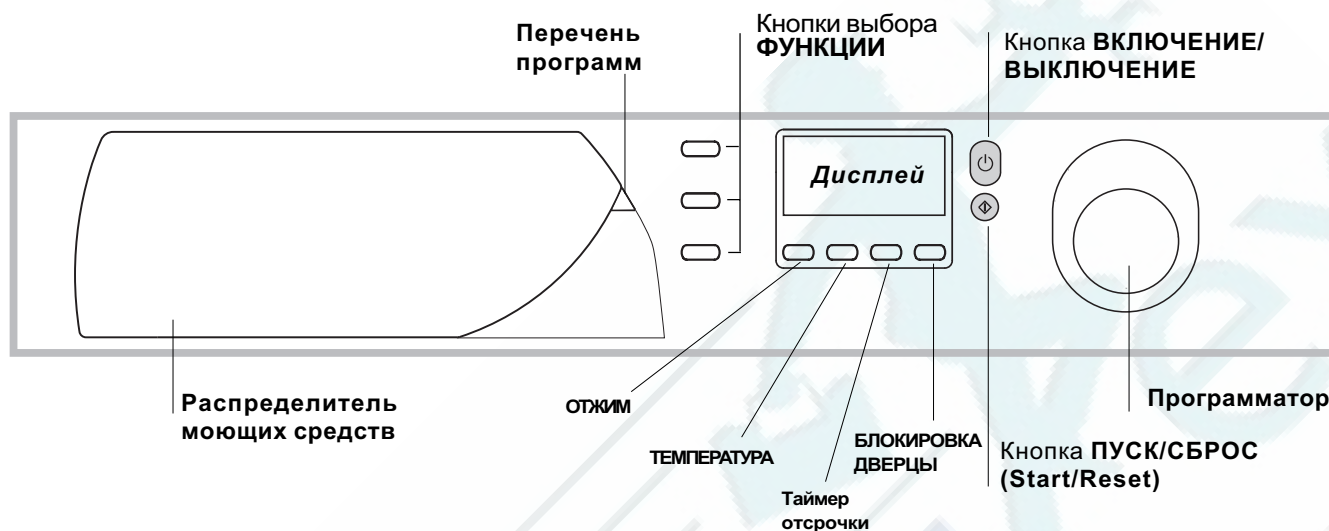 Перечень
программ
Кнопки выбора
ФУНКЦИИ
Кнопка ВКЛЮЧЕНИЕ/
ВЫКЛЮЧЕНИЕ
Дисплей
Распределитель
моющих средств
ОТЖИМ
ТЕМПЕРАТУРА
Таймер
отсрочки
БЛОКИРОВКА
ДВЕРЦЫ
Кнопка ПУСК/СБРОС
(Start/Reset)
Программатор